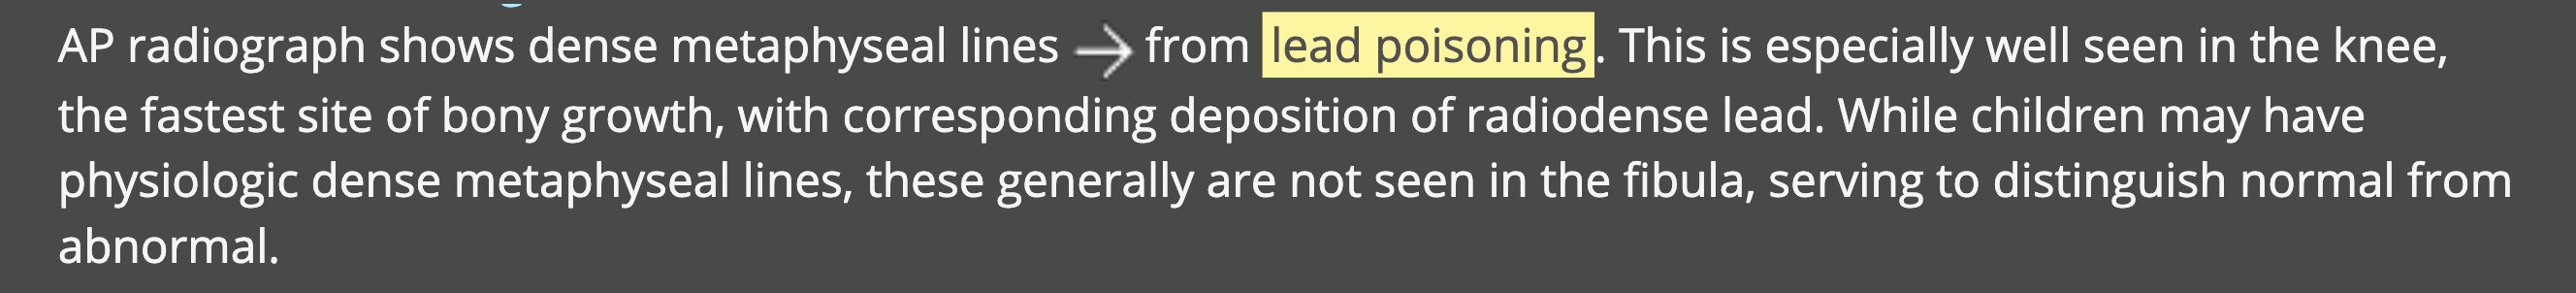 AP radiograph shows dense metaphyseal lines → from lead poisoning. This is especially well seen in the knee,
the fastest site of bony growth, with corresponding deposition of radiodense lead. While children may have
physiologic dense metaphyseal lines, these generally are not seen in the fibula, serving to distinguish normal from
abnormal.